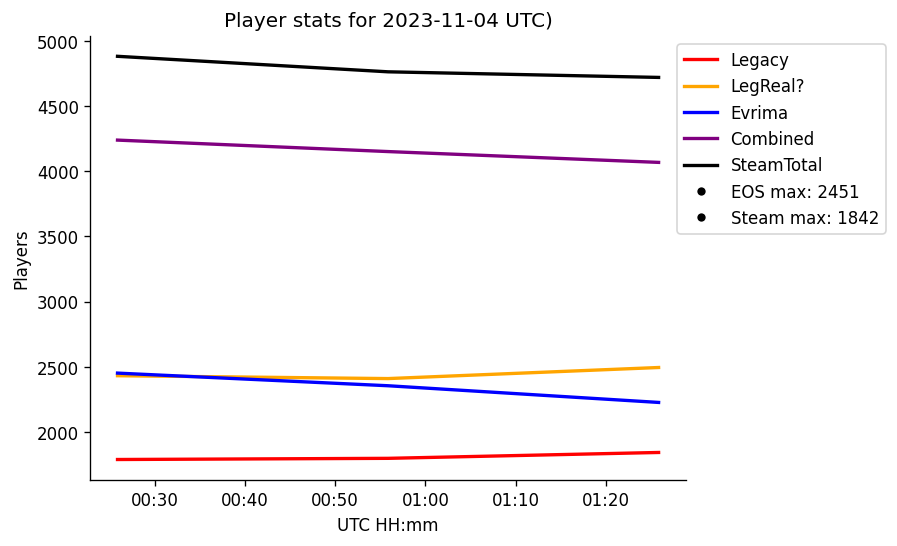 Player stats for 2023-11-04 UTC)
5000
4500
4000
3500
3000
2500
2000
Players
00:30 00:40 00:50 01:00 01:10 01:20
UTC HH:mm
Legacy
LegReal?
Evrima
Combined
SteamTotal
EOS max: 2451
Steam max: 1842